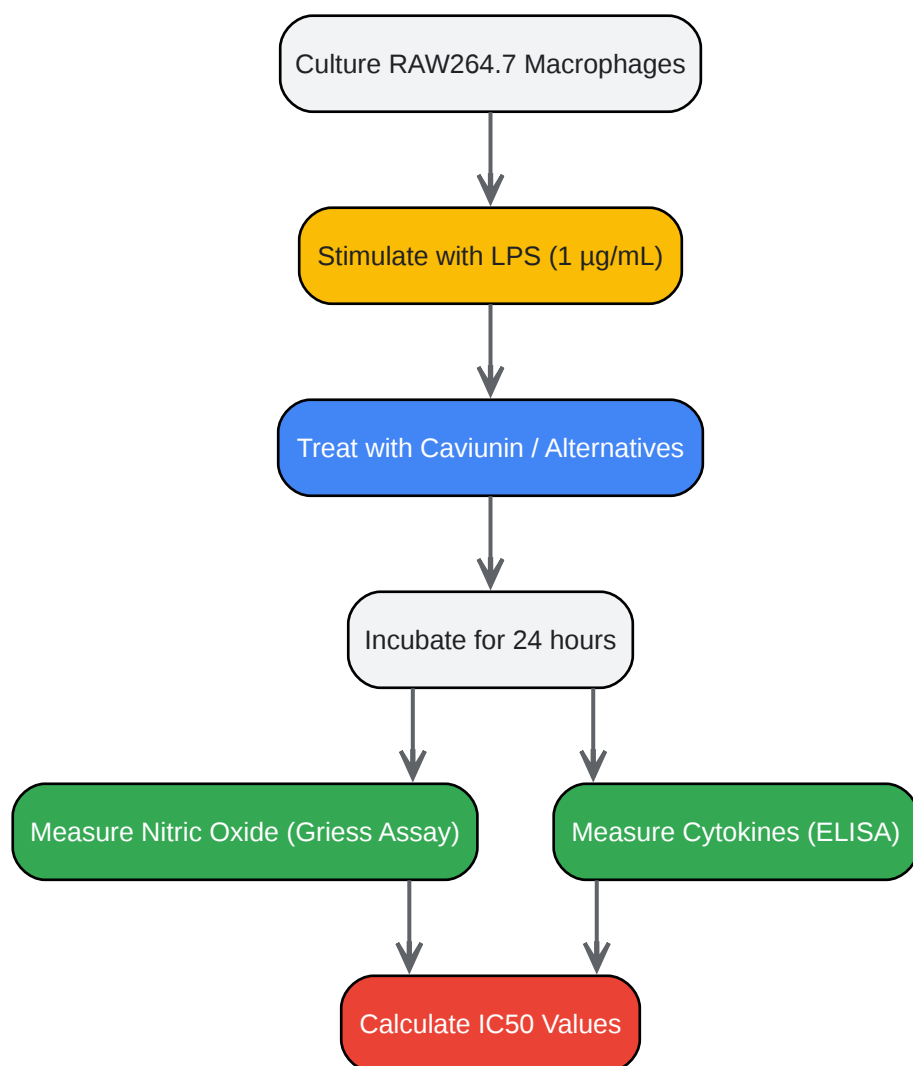 Culture RAW264.7 Macrophages
Stimulate with LPS (1 µg/mL)
Treat with Caviunin / Alternatives
Incubate for 24 hours
Measure Nitric Oxide (Griess Assay)
Measure Cytokines (ELISA)
Calculate IC50 Values